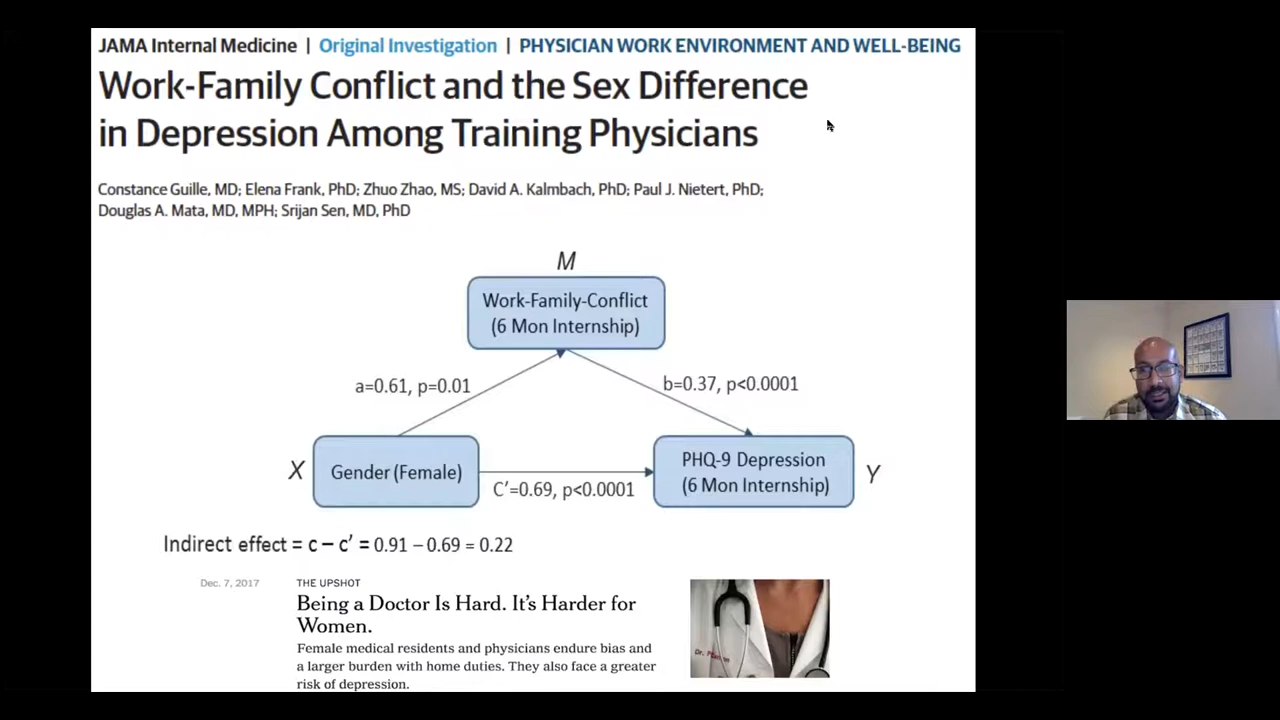 JAMA Internal Medicine | Original Investigation | PHYSICIAN WORK ENVIRONMENT AND WELL-BEING
Work-Family Conflict and the Sex Difference
in Depression Among Training Physicians
Constance Guille, MD; Elena Frank, PhD; Zhuo Zhao, MS; David A. Kalmbach, PhD; Paul J. Nietert, PhD;
Douglas A. Mata, MD, MPH; Srijan Sen, MD, PhD
M
Work-Family-Conflict
(6 Mon Internship)
a=0.61, p=0.01
b=0.37, p<0.0001
X
Gender (Female)
C′=0.69, p<0.0001
PHQ-9 Depression
(6 Mon Internship)
Y
Indirect effect = c – c′ = 0.91 – 0.69 = 0.22
Dec. 7, 2017
THE UPSHOT
Being a Doctor Is Hard. It’s Harder for
Women.
Female medical residents and physicians endure bias and
a larger burden with home duties. They also face a greater
risk of depression.